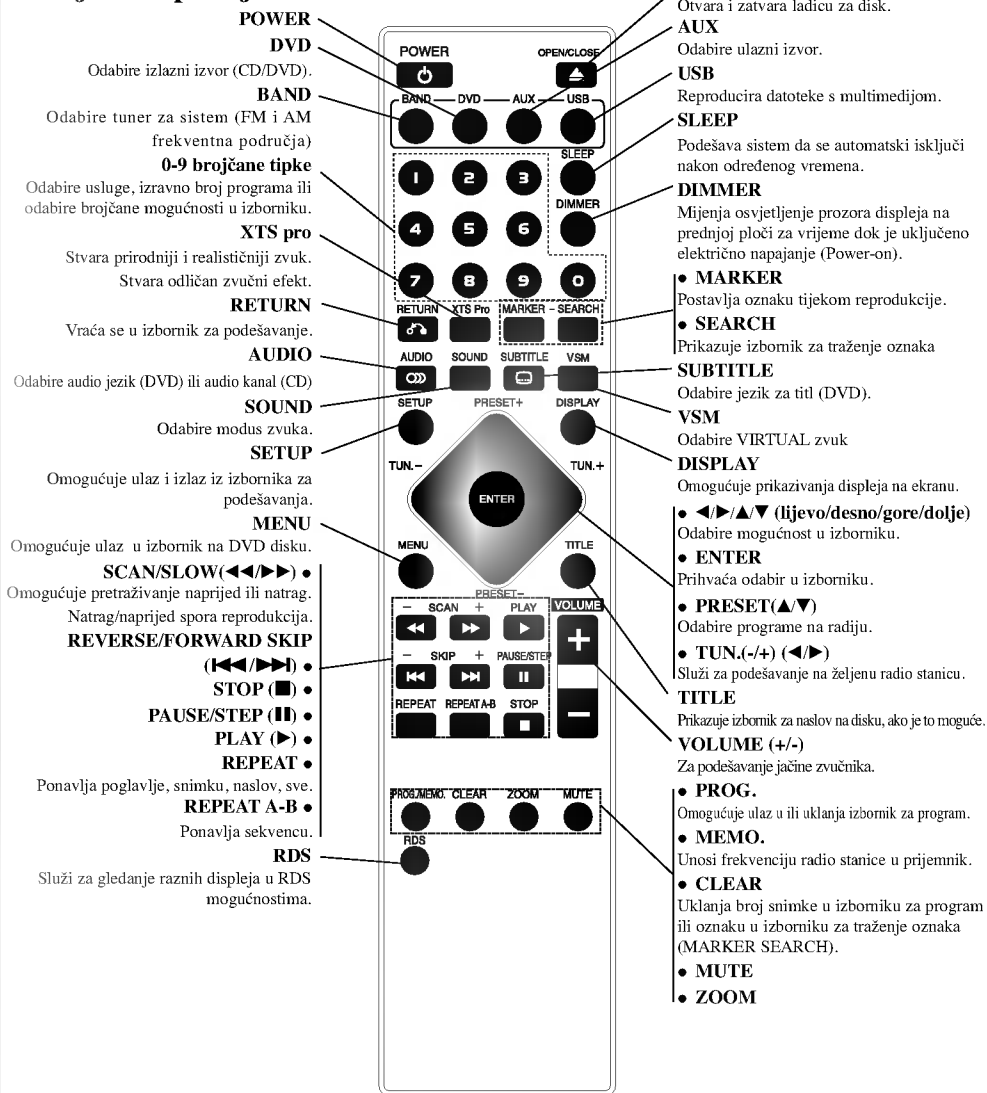 POWER
DVD
Odabire izlazni izvor (CD/DVD).
BAND
Odabire tuner za sistem (FM i AM
frekventna područja)
0-9 brojčane tipke
Odabire usluge, izravno broj programa ili
odabire brojčane mogućnosti u izborniku.
XTS pro
Stvara prirodniji i realističniji zvuk.
Stvara odličan zvučni efekt.
RETURN
Vraća se u izbornik za podešavanje.
AUDIO
Odabire audio jezik (DVD) ili audio kanal (CD)
SOUND
Odabire modus zvuka.
SETUP
Omogućuje ulaz i izlaz iz izbornika za
podešavanja.
MENU
Omogućuje ulaz u izbornik na DVD disku.
SCAN/SLOW(◄◄/►►) •
Omogućuje pretraživanje naprijed ili natrag.
Natrag/naprijed spora reprodukcija.
REVERSE/FORWARD SKIP
(I◄◄/►►I) •
STOP (■) •
PAUSE/STEP (II) •
PLAY (►) •
REPEAT •
Ponavlja poglavlje, snimku, naslov, sve.
REPEAT A-B •
Ponavlja sekvencu.
RDS
Služi za gledanje raznih displeja u RDS
mogućnostima.
POWER OPEN/CLOSE
BAND DVD AUX USB
SLEEP
1 2 3
DIMMER
4 5 6
7 8 9 0
RETURN XTS Pro MARKER - SEARCH
AUDIO SOUND SUBTITLE VSM
SETUP PRESET+ DISPLAY
TUN.- TUN.+
ENTER
MENU TITLE
PRESET-
- SCAN + PLAY VOLUME
+
- SKIP + PAUSE/STEP
-
REPEAT REPEAT A-B STOP
PROG./MEMO. CLEAR ZOOM MUTE
RDS
Otvara i zatvara ladicu za disk.
AUX
Odabire ulazni izvor.
USB
Reproducira datoteke s multimedijom.
SLEEP
Podešava sistem da se automatski isključi
nakon određenog vremena.
DIMMER
Mijenja osvjetljenje prozora displeja na
prednjoj ploči za vrijeme dok je uključeno
električno napajanje (Power-on).
• MARKER
Postavlja oznaku tijekom reprodukcije.
• SEARCH
Prikazuje izbornik za traženje oznaka
SUBTITLE
Odabire jezik za titl (DVD).
VSM
Odabire VIRTUAL zvuk
DISPLAY
Omogućuje prikazivanja displeja na ekranu.
• ◄/►/▲/▼ (lijevo/desno/gore/dolje)
Odabire mogućnost u izborniku.
• ENTER
Prihvaća odabir u izborniku.
• PRESET(▲/▼)
Odabire programe na radiju.
• TUN.(-/+) (◄/►)
Služi za podešavanje na željenu radio stanicu.
TITLE
Prikazuje izbornik za naslov na disku, ako je to moguće.
VOLUME (+/-)
Za podešavanje jačine zvučnika.
• PROG.
Omogućuje ulaz u ili uklanja izbornik za program.
• MEMO.
Unosi frekvenciju radio stanice u prijemnik.
• CLEAR
Uklanja broj snimke u izborniku za program
ili oznaku u izborniku za traženje oznaka
(MARKER SEARCH).
• MUTE
• ZOOM